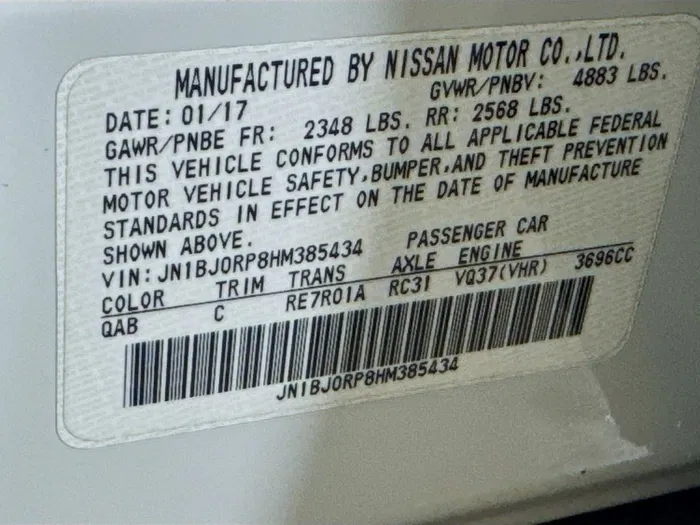 MANUFACTURED BY NISSAN MOTOR CO.,LTD.
DATE: 01/17 GVWR/PNBV: 4883 LBS.
GAWR/PNBE FR: 2348 LBS. RR: 2568 LBS.
THIS VEHICLE CONFORMS TO ALL APPLICABLE FEDERAL
MOTOR VEHICLE SAFETY,BUMPER,AND THEFT PREVENTION
STANDARDS IN EFFECT ON THE DATE OF MANUFACTURE
SHOWN ABOVE.
VIN: JN1BJ0RP8HM385434 PASSENGER CAR
COLOR TRIM TRANS AXLE ENGINE
QAB C RE7R01A RC31 VQ37(VHR) 3696CC
JN1BJ0RP8HM385434